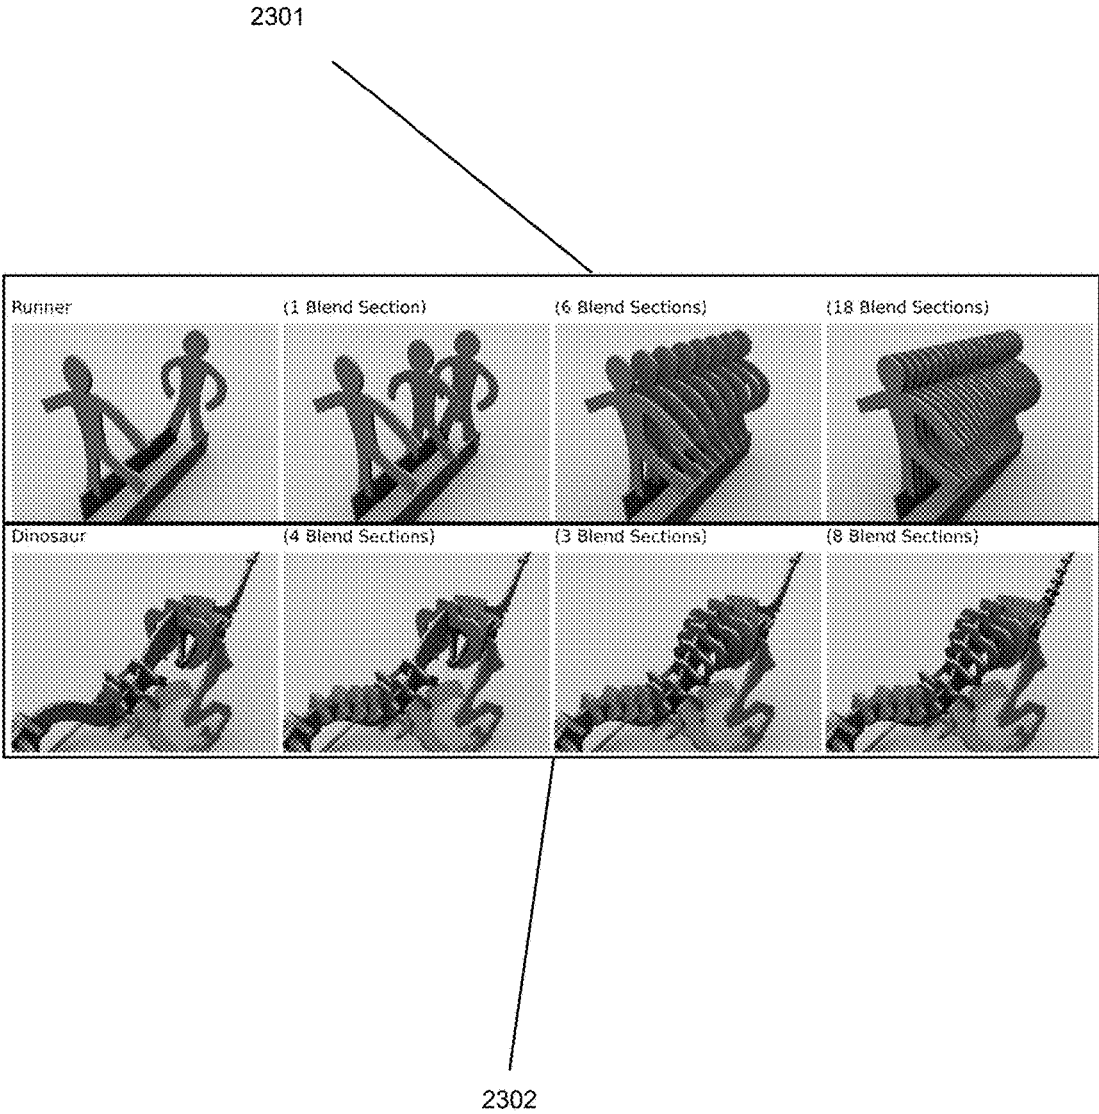 2301
Runner (1 Blend Section) (6 Blend Sections) (18 Blend Sections)
Dinosaur (4 Blend Sections) (3 Blend Sections) (8 Blend Sections)
2302